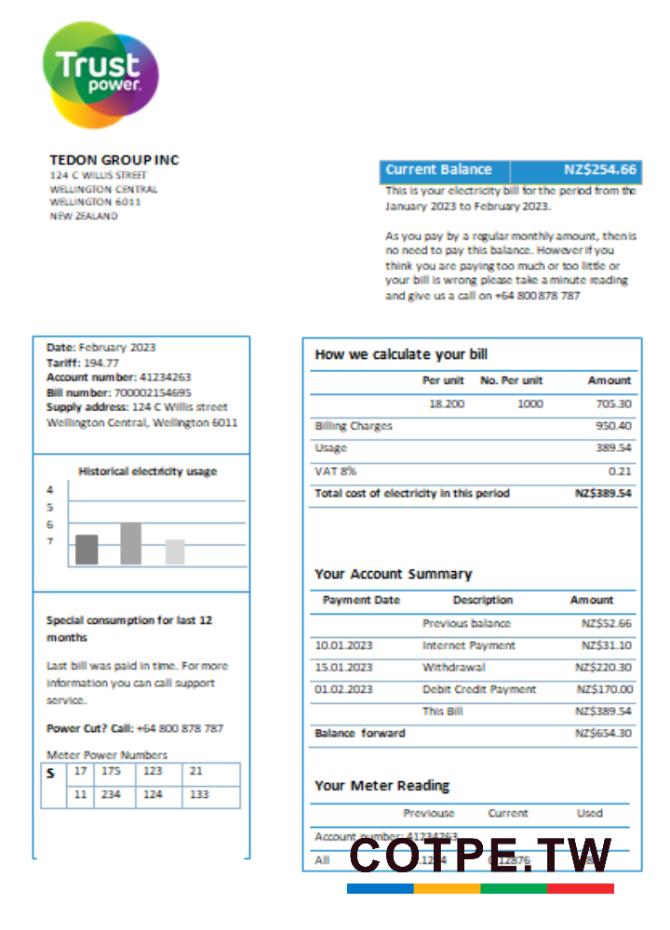 Trust
power.
TEDON GROUP INC
124 C WILLIS STREET
WELLINGTON CENTRAL
WELLINGTON 6011
NEW ZEALAND
Current Balance NZ$254.66
This is your electricity bill for the period from the
January 2023 to February 2023.
As you pay by a regular monthly amount, then is
no need to pay this balance. However if you
think you are paying too much or too little or
your bill is wrong please take a minute reading
and give us a call on +64 800 878 787
Date: February 2023
Tariff: 194.77
Account number: 41234263
Bill number: 700002154695
Supply address: 124 C Willis street
Wellington Central, Wellington 6011
Historical electricity usage
4
5
6
7
Special consumption for last 12
months
Last bill was paid in time. For more
information you can call support
service.
Power Cut? Call: +64 800 878 787
Meter Power Numbers
S 17 175 123 21
11 234 124 133
How we calculate your bill
Per unit No. Per unit Amount
18.200 1000 705.30
Billing Charges 950.40
Usage 389.54
VAT 8% 0.21
Total cost of electricity in this period NZ$389.54
Your Account Summary
Payment Date Description Amount
Previous balance NZ$52.66
10.01.2023 Internet Payment NZ$31.10
15.01.2023 Withdrawal NZ$220.30
01.02.2023 Debit Credit Payment NZ$170.00
This Bill NZ$389.54
Balance forward NZ$654.30
Your Meter Reading
Previouse Current Used
Account number: 41234263
All
COTPE.TW